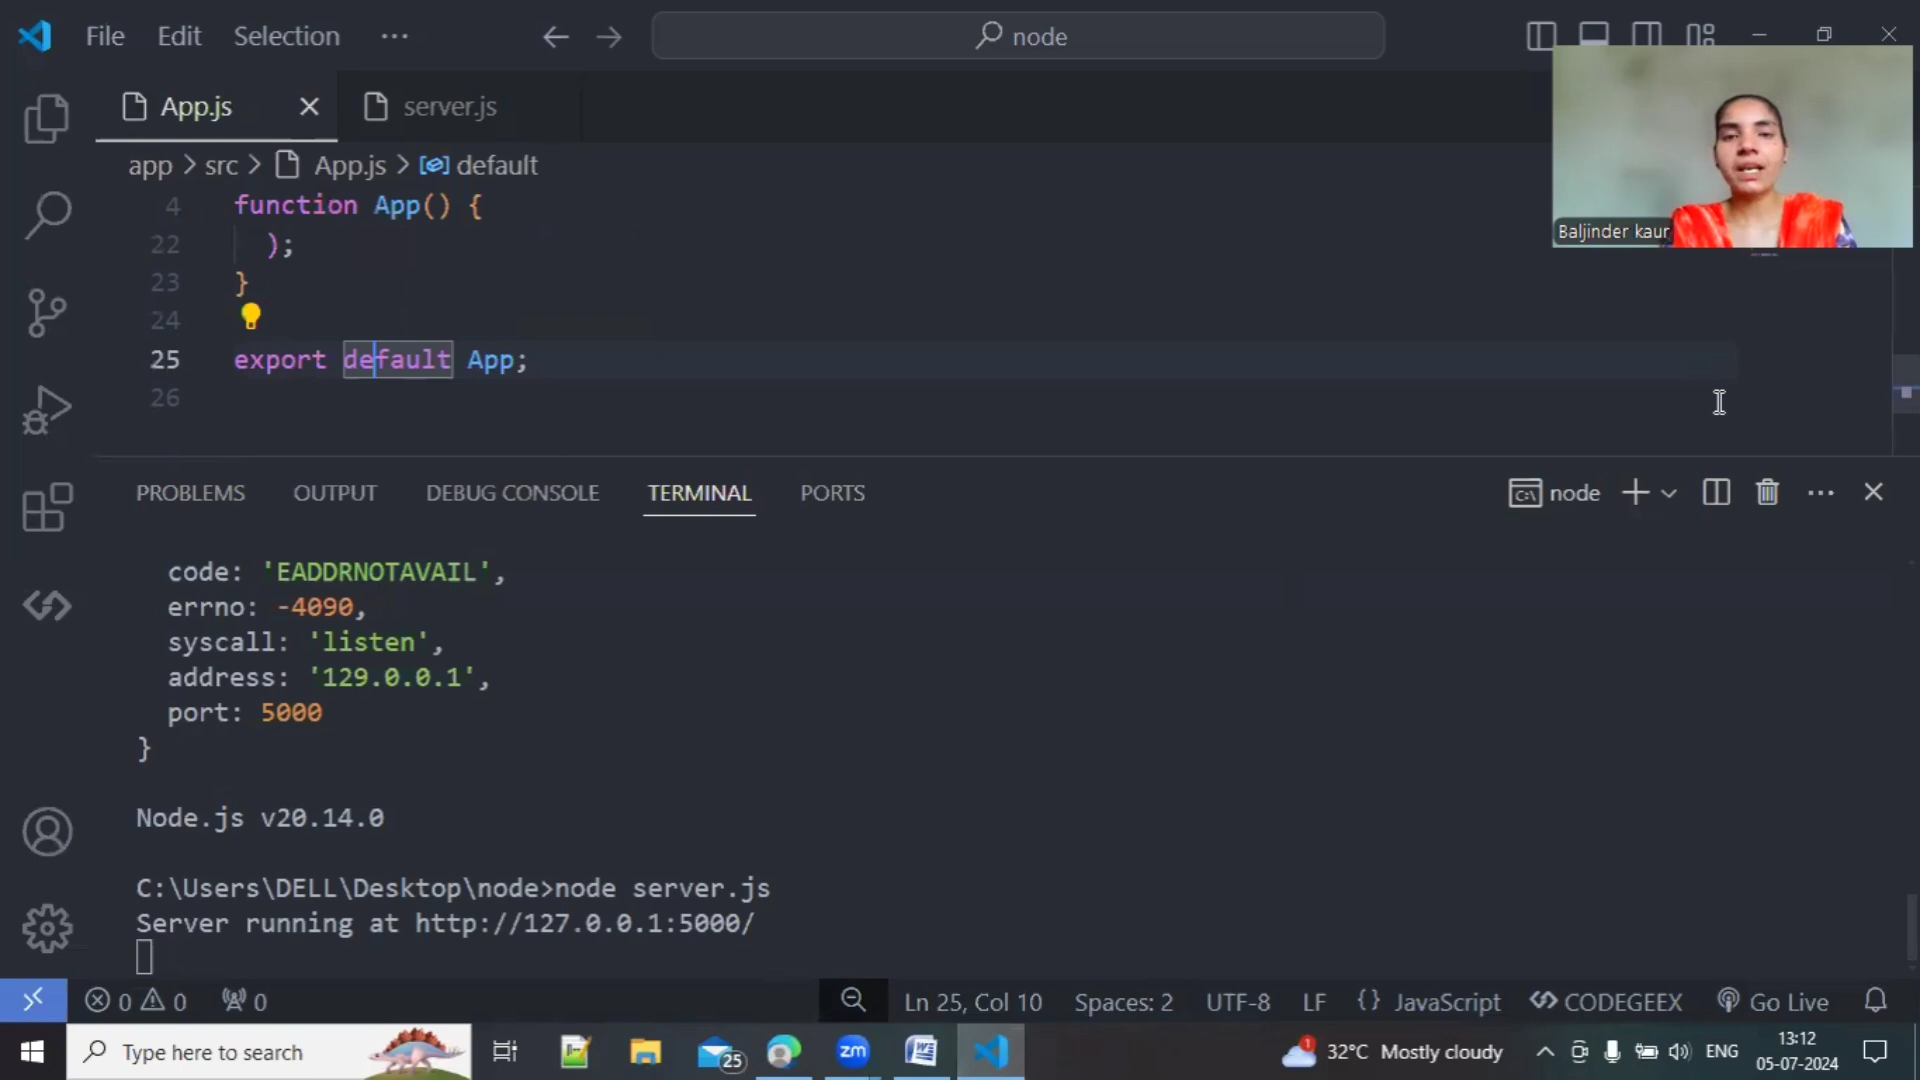 File Edit Selection ··· node
App.js server.js
Baljinder kaur
app > src > App.js > default
4 function App() {
22 );
23 }
24
25 export default App;
26
PROBLEMS OUTPUT DEBUG CONSOLE TERMINAL PORTS node
code: 'EADDRNOTAVAIL',
errno: -4090,
syscall: 'listen',
address: '129.0.0.1',
port: 5000
}
Node.js v20.14.0
C:\Users\DELL\Desktop\node>node server.js
Server running at http://127.0.0.1:5000/
0 0 0 Ln 25, Col 10 Spaces: 2 UTF-8 LF {} JavaScript CODEGEEX Go Live
Type here to search 25 zm 1 32°C Mostly cloudy ENG 13:12
05-07-2024